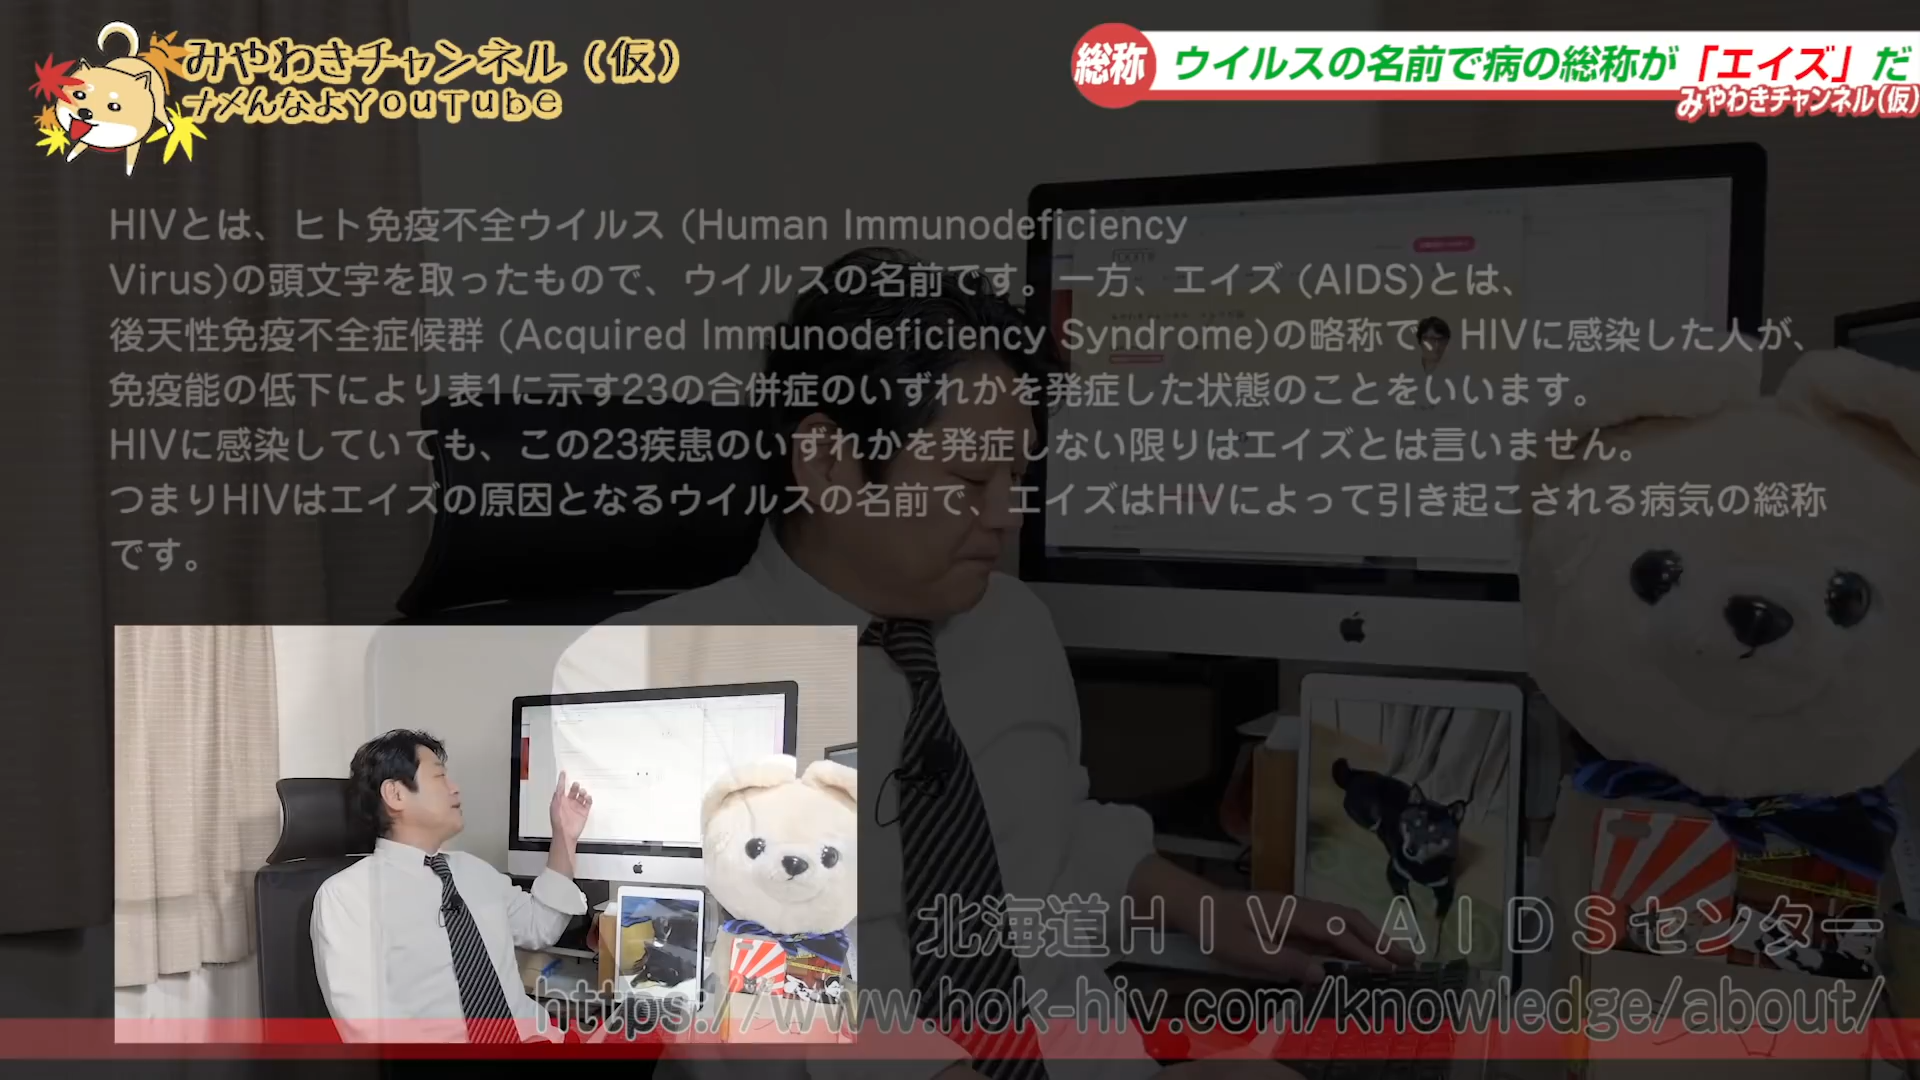 みやわきチャンネル（仮）
ナメんなよYouTube
総称
ウイルスの名前で病の総称が「エイズ」だ
みやわきチャンネル(仮)
HIVとは、ヒト免疫不全ウイルス (Human Immunodeficiency
Virus)の頭文字を取ったもので、ウイルスの名前です。一方、エイズ (AIDS)とは、
後天性免疫不全症候群 (Acquired Immunodeficiency Syndrome)の略称で、HIVに感染した人が、
免疫能の低下により表1に示す23の合併症のいずれかを発症した状態のことをいいます。
HIVに感染していても、この23疾患のいずれかを発症しない限りはエイズとは言いません。
つまりHIVはエイズの原因となるウイルスの名前で、エイズはHIVによって引き起こされる病気の総称
です。
北海道ＨＩＶ・ＡＩＤＳセンター
https://www.hok-hiv.com/knowledge/about/